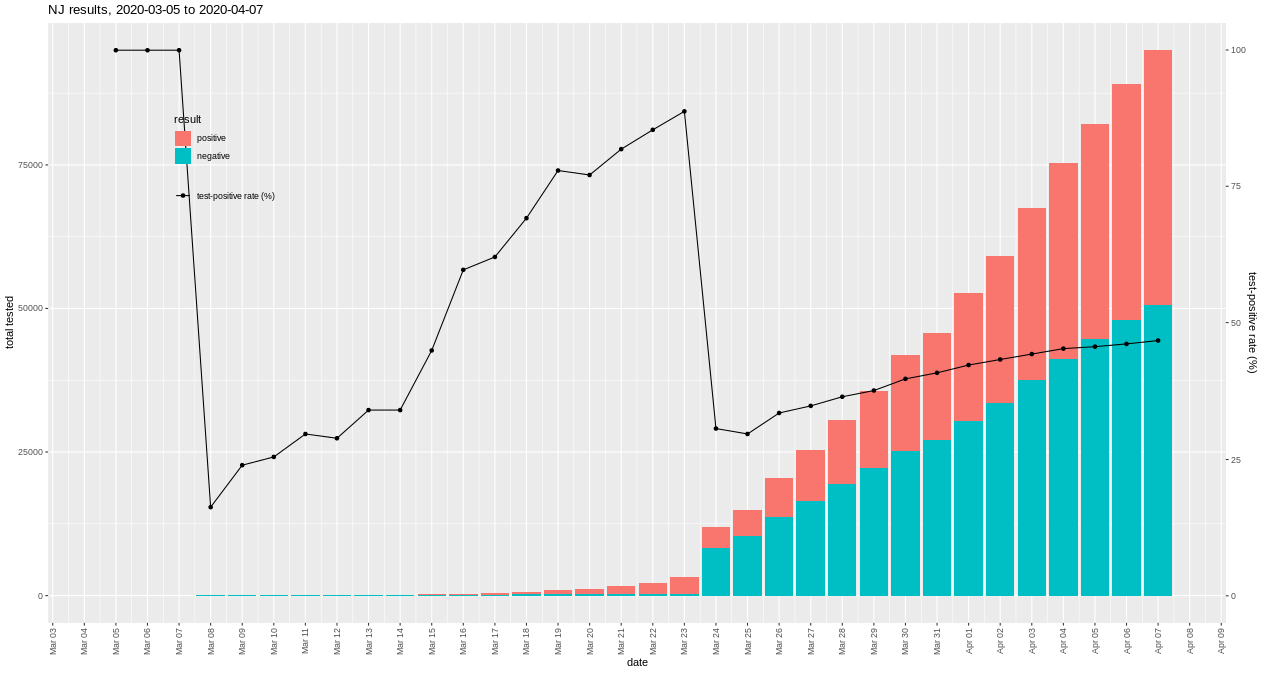 NJ results, 2020-03-05 to 2020-04-07
total tested
75000
50000
25000
0
result
positive
negative
test-positive rate (%)
100
75
50
25
0
test-positive rate (%)
Mar 03
Mar 04
Mar 05
Mar 06
Mar 07
Mar 08
Mar 09
Mar 10
Mar 11
Mar 12
Mar 13
Mar 14
Mar 15
Mar 16
Mar 17
Mar 18
Mar 19
Mar 20
Mar 21
Mar 22
Mar 23
Mar 24
Mar 25
Mar 26
Mar 27
Mar 28
Mar 29
Mar 30
Mar 31
Apr 01
Apr 02
Apr 03
Apr 04
Apr 05
Apr 06
Apr 07
Apr 08
Apr 09
date